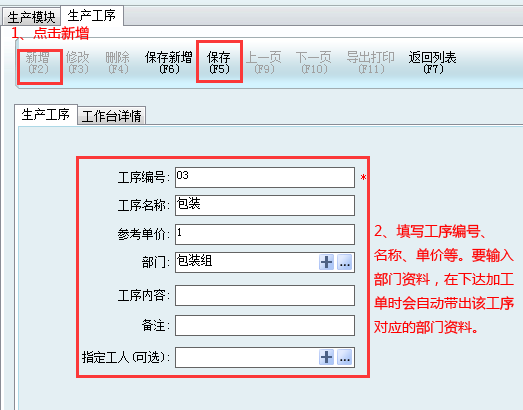 生产模块 生产工序
1、点击新增
新增 修改 删除 保存新增 保存 上一页 下一页 导出打印 返回列表
(F2) (F3) (F4) (F6) (F5) (F9) (F10) (F11) (F7)
生产工序 工作台详情
工序编号: 03 *
工序名称: 包装
参考单价: 1
部门: 包装组
工序内容:
备注:
指定工人(可选):
2、填写工序编号、
名称、单价等。要输入
部门资料，在下达加工
单时会自动带出该工序
对应的部门资料。